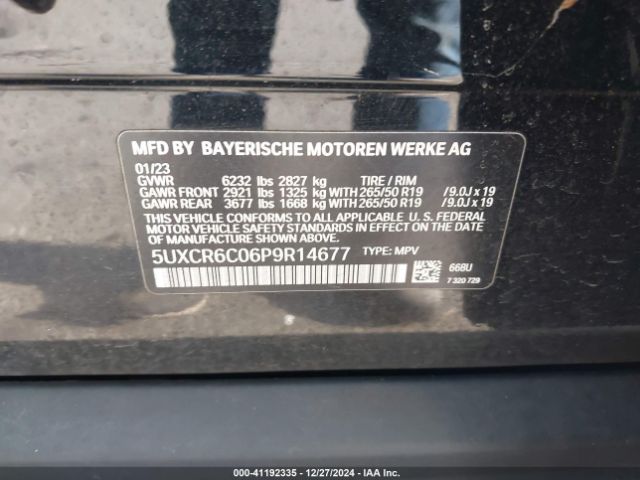 MFD BY BAYERISCHE MOTOREN WERKE AG
01/23
GVWR 6232 lbs 2827 kg TIRE / RIM
GAWR FRONT 2921 lbs 1325 kg WITH 265/50 R19 / 9.0J x 19
GAWR REAR 3677 lbs 1668 kg WITH 265/50 R19 / 9.0J x 19
THIS VEHICLE CONFORMS TO ALL APPLICABLE U. S. FEDERAL
MOTOR VEHICLE SAFETY STANDARDS IN EFFECT ON THE DATE
OF MANUFACTURE SHOWN ABOVE.
5UXCR6C06P9R14677 TYPE: MPV
668U
7 320 729
000-41192335 - 12/27/2024 - IAA, Inc.